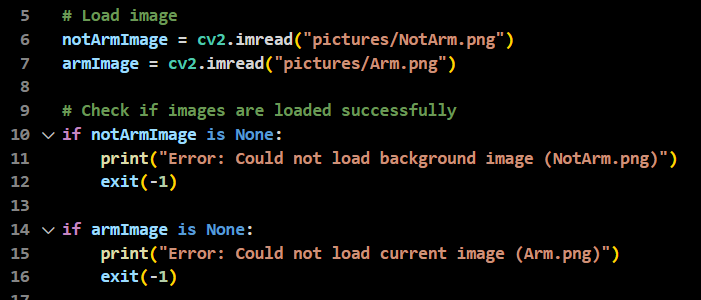 5 # Load image
6 notArmImage = cv2.imread("pictures/NotArm.png")
7 armImage = cv2.imread("pictures/Arm.png")
8
9 # Check if images are loaded successfully
10 if notArmImage is None:
11     print("Error: Could not load background image (NotArm.png)")
12     exit(-1)
13
14 if armImage is None:
15     print("Error: Could not load current image (Arm.png)")
16     exit(-1)
17